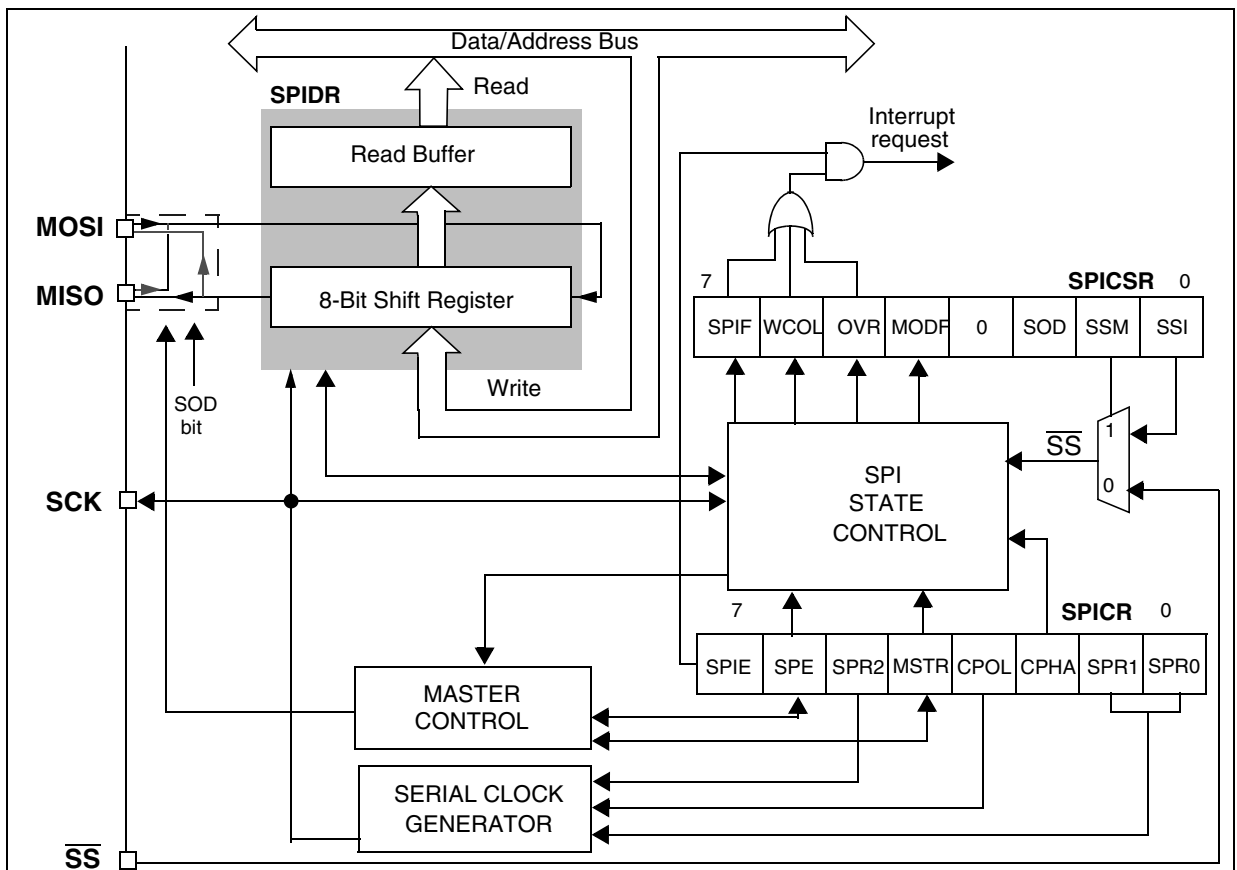 Data/Address Bus
Read
SPIDR
Read Buffer
Interrupt
request
MOSI
MISO
8-Bit Shift Register
7
SPICSR 0
SPIF WCOL OVR MODF 0 SOD SSM SSI
Write
SOD
bit
1
SS
0
SCK
SPI
STATE
CONTROL
7
SPICR 0
SPIE SPE SPR2 MSTR CPOL CPHA SPR1 SPR0
MASTER
CONTROL
SERIAL CLOCK
GENERATOR
SS